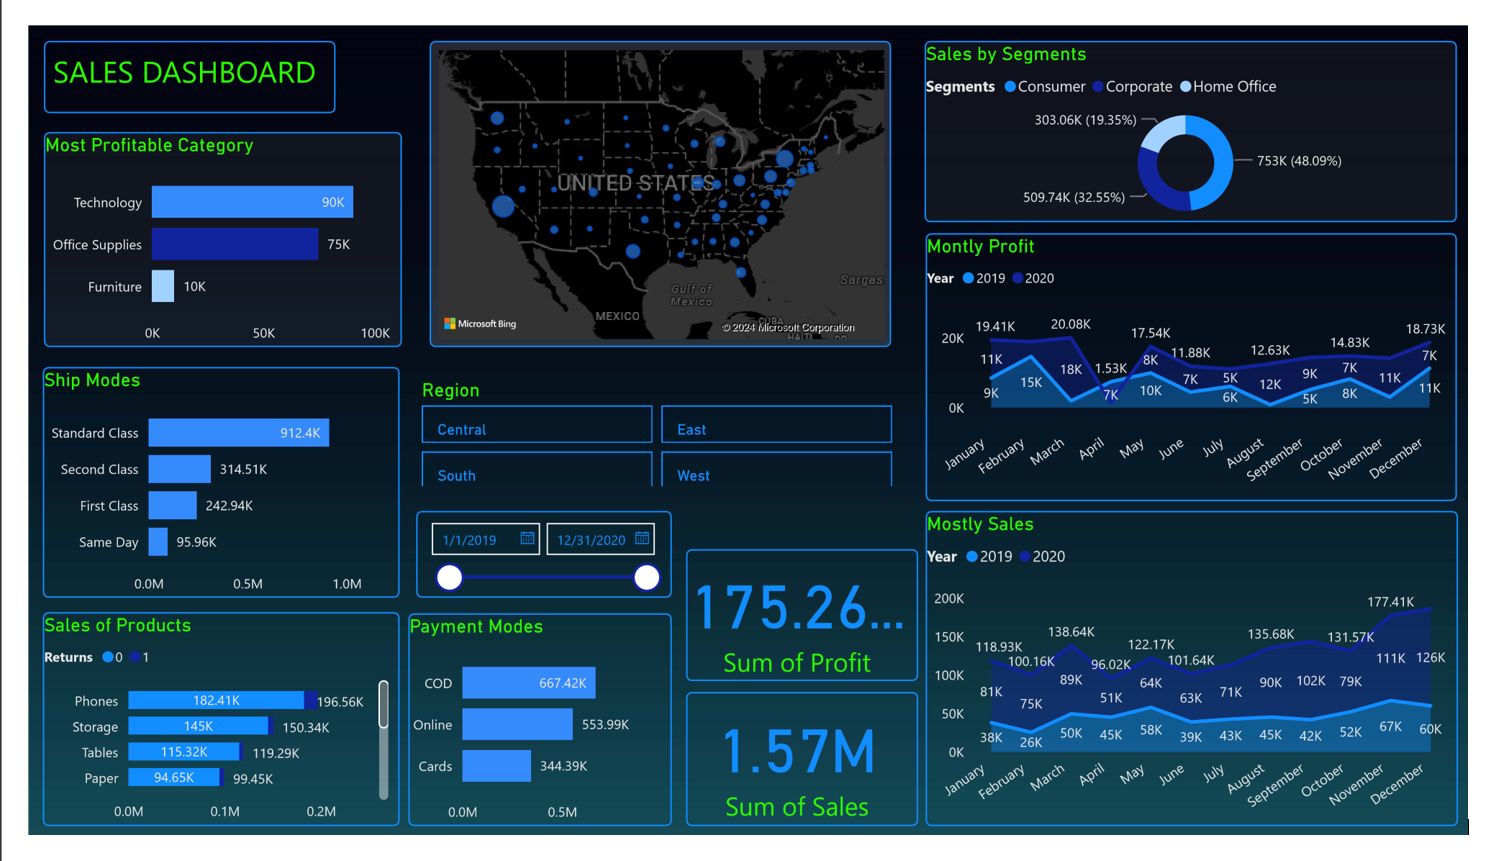 SALES DASHBOARD
Most Profitable Category
Technology 90K
Office Supplies 75K
Furniture 10K
0K 50K 100K
Ship Modes
Standard Class 912.4K
Second Class 314.51K
First Class 242.94K
Same Day 95.96K
0.0M 0.5M 1.0M
Sales of Products
Returns 0 1
Phones 182.41K 196.56K
Storage 145K 150.34K
Tables 115.32K 119.29K
Paper 94.65K 99.45K
0.0M 0.1M 0.2M
UNITED STATES
Sargas
Gulf of
Mexico
MEXICO
CUBA
HAITI
Microsoft Bing
© 2024 Microsoft Corporation
Region
Central East
South West
1/1/2019 12/31/2020
Payment Modes
COD 667.42K
Online 553.99K
Cards 344.39K
0.0M 0.5M
175.26...
Sum of Profit
1.57M
Sum of Sales
Sales by Segments
Segments Consumer Corporate Home Office
303.06K (19.35%)
753K (48.09%)
509.74K (32.55%)
Montly Profit
Year 2019 2020
20K
0K
19.41K 20.08K 1.53K 17.54K 11.88K 12.63K 14.83K 18.73K
11K 18K 8K 7K 5K 12K 9K 7K 11K 7K
9K 15K 7K 10K 6K 5K 8K 11K
January February March April May June July August September October November December
Mostly Sales
Year 2019 2020
200K
150K
100K
50K
0K
118.93K 100.16K 138.64K 96.02K 122.17K 101.64K 135.68K 131.57K 177.41K
81K 75K 89K 51K 64K 63K 71K 90K 102K 79K 111K 126K
38K 26K 50K 45K 58K 39K 43K 45K 42K 52K 67K 60K
January February March April May June July August September October November December